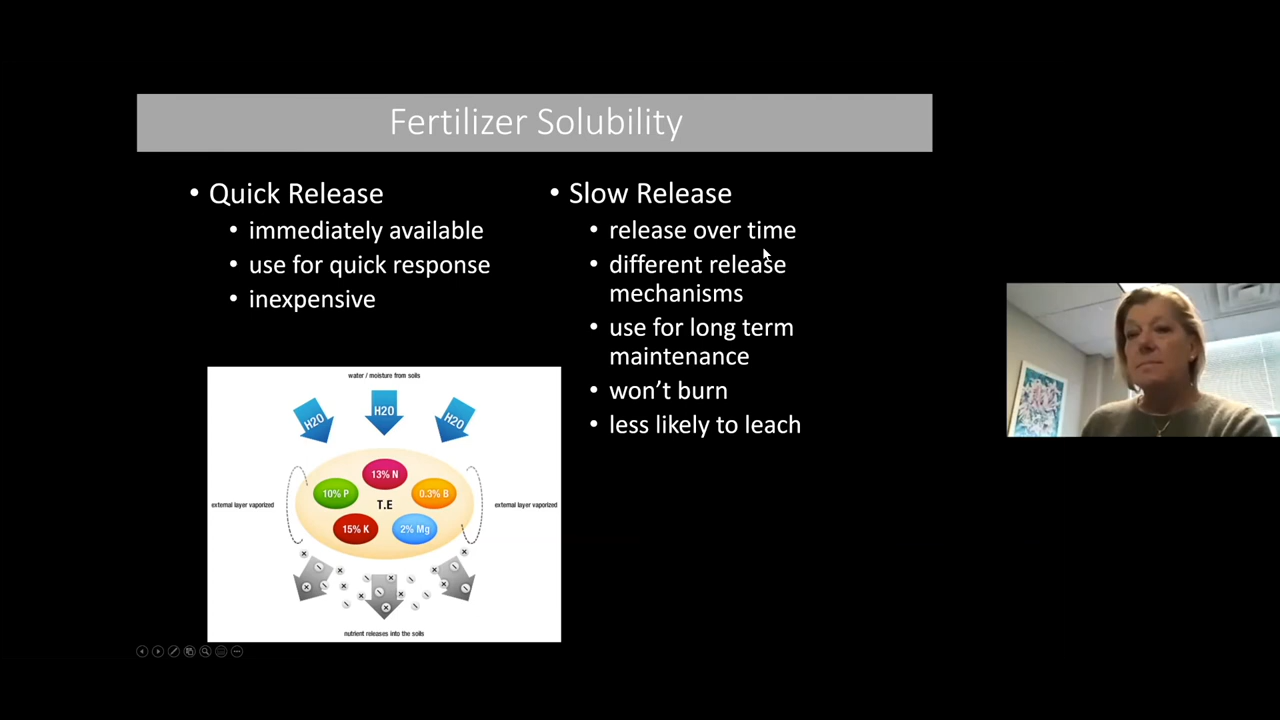 Fertilizer Solubility
• Quick Release
• immediately available
• use for quick response
• inexpensive
• Slow Release
• release over time
• different release
mechanisms
• use for long term
maintenance
• won’t burn
• less likely to leach
water / moisture from soils
H2O
H2O
H2O
13% N
10% P
0.3% B
T.E
15% K
2% Mg
external layer vaporized
external layer vaporized
nutrient releases into the soils